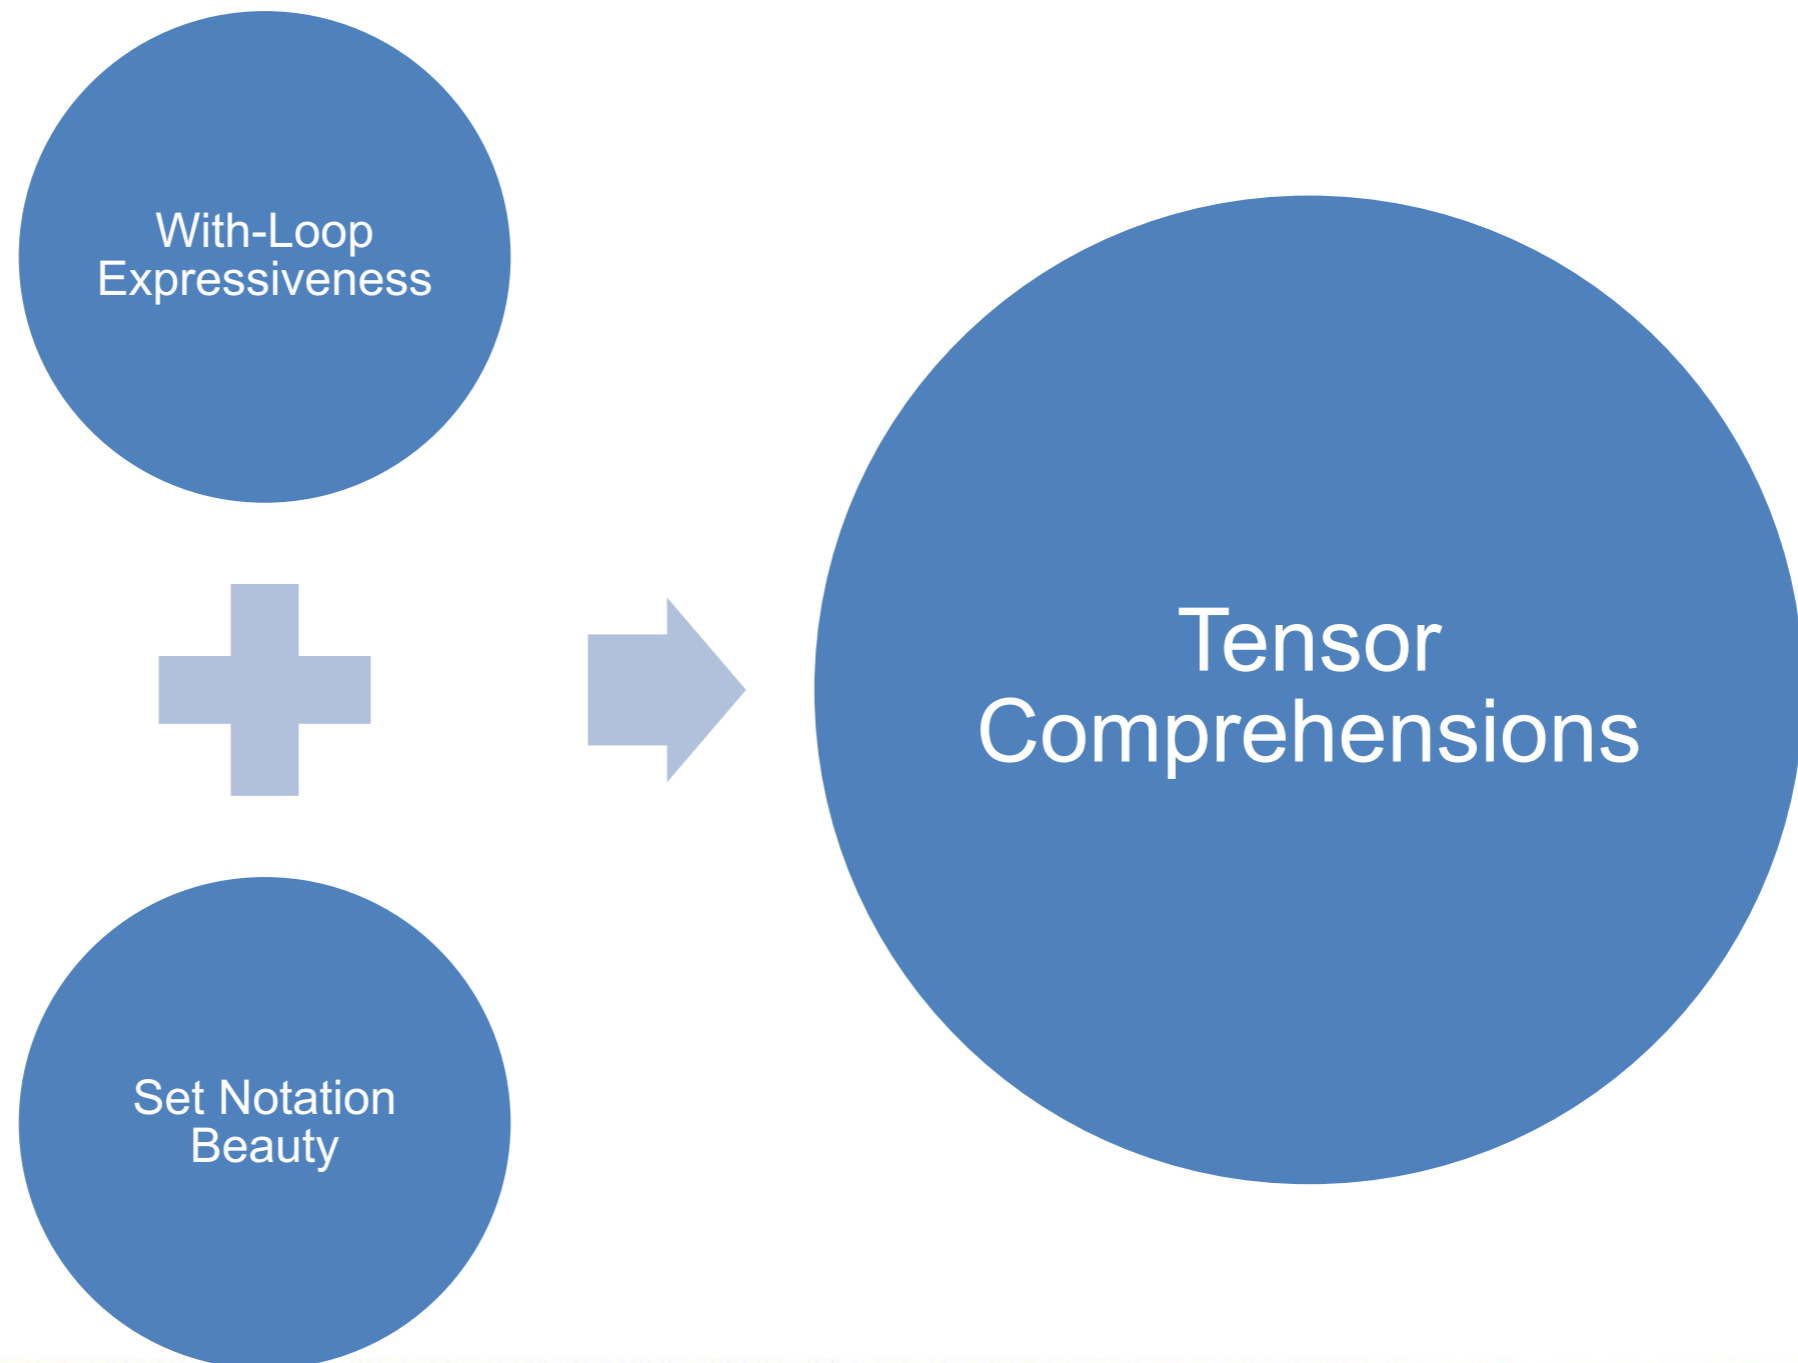 With-Loop
Expressiveness
Set Notation
Beauty
Tensor
Comprehensions